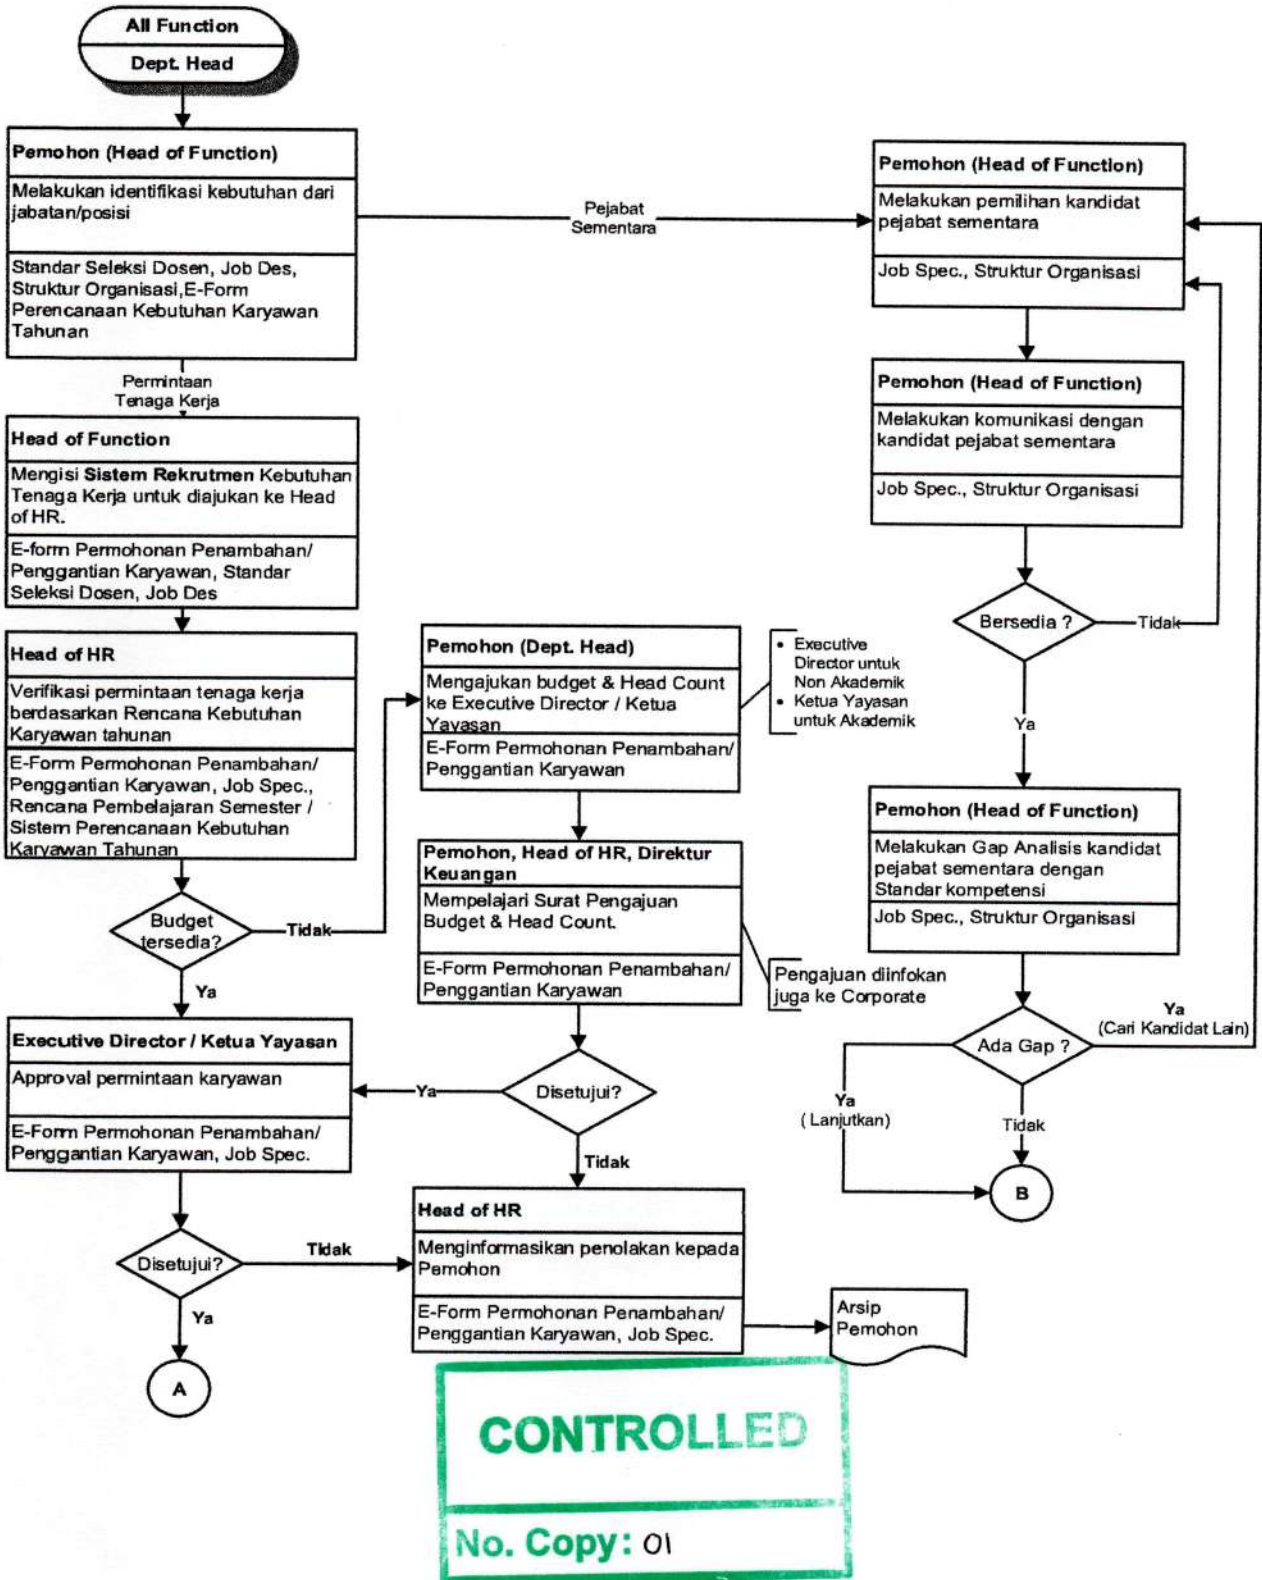 All Function
Dept. Head
Pemohon (Head of Function)
Melakukan identifikasi kebutuhan dari
jabatan/posisi
Standar Seleksi Dosen, Job Des,
Struktur Organisasi,E-Form
Perencanaan Kebutuhan Karyawan
Tahunan
Pejabat
Sementara
Permintaan
Tenaga Kerja
Head of Function
Mengisi Sistem Rekrutmen Kebutuhan
Tenaga Kerja untuk diajukan ke Head
of HR.
E-form Permohonan Penambahan/
Penggantian Karyawan, Standar
Seleksi Dosen, Job Des
Head of HR
Verifikasi permintaan tenaga kerja
berdasarkan Rencana Kebutuhan
Karyawan tahunan
E-Form Permohonan Penambahan/
Penggantian Karyawan, Job Spec.,
Rencana Pembelajaran Semester /
Sistem Perencanaan Kebutuhan
Karyawan Tahunan
Budget
tersedia?
Tidak
Ya
Executive Director / Ketua Yayasan
Approval permintaan karyawan
E-Form Permohonan Penambahan/
Penggantian Karyawan, Job Spec.
Disetujui?
Tidak
Ya
A
Pemohon (Dept. Head)
Mengajukan budget & Head Count
ke Executive Director / Ketua
Yayasan
E-Form Permohonan Penambahan/
Penggantian Karyawan
• Executive
Director untuk
Non Akademik
• Ketua Yayasan
untuk Akademik
Pemohon, Head of HR, Direktur
Keuangan
Mempelajari Surat Pengajuan
Budget & Head Count.
E-Form Permohonan Penambahan/
Penggantian Karyawan
Pengajuan diinfokan
juga ke Corporate
Disetujui?
Ya
Tidak
Head of HR
Menginformasikan penolakan kepada
Pemohon
E-Form Permohonan Penambahan/
Penggantian Karyawan, Job Spec.
Arsip
Pemohon
Pemohon (Head of Function)
Melakukan pemilihan kandidat
pejabat sementara
Job Spec., Struktur Organisasi
Pemohon (Head of Function)
Melakukan komunikasi dengan
kandidat pejabat sementara
Job Spec., Struktur Organisasi
Bersedia ?
Tidak
Ya
Pemohon (Head of Function)
Melakukan Gap Analisis kandidat
pejabat sementara dengan
Standar kompetensi
Job Spec., Struktur Organisasi
Ada Gap ?
Ya
(Cari Kandidat Lain)
Ya
( Lanjutkan)
Tidak
B
CONTROLLED
No. Copy: 01